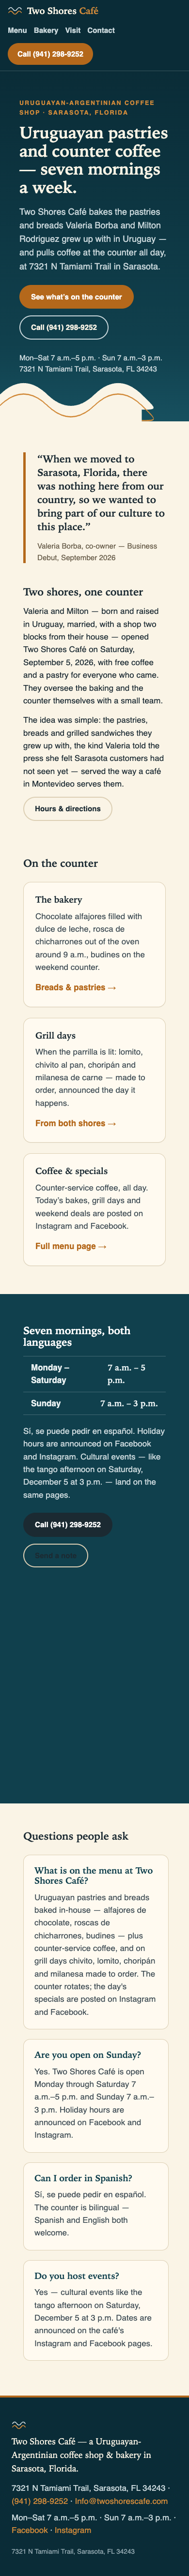 Two Shores Café
Menu Bakery Visit Contact
Call (941) 298-9252
URUGUAYAN-ARGENTINIAN COFFEE
SHOP · SARASOTA, FLORIDA
Uruguayan pastries
and counter coffee
— seven mornings
a week.
Two Shores Café bakes the pastries
and breads Valeria Borba and Milton
Rodriguez grew up with in Uruguay —
and pulls coffee at the counter all day,
at 7321 N Tamiami Trail in Sarasota.
See what's on the counter
Call (941) 298-9252
Mon–Sat 7 a.m.–5 p.m. · Sun 7 a.m.–3 p.m.
7321 N Tamiami Trail, Sarasota, FL 34243
“When we moved to
Sarasota, Florida, there
was nothing here from our
country, so we wanted to
bring part of our culture to
this place.”
Valeria Borba, co-owner — Business
Debut, September 2026
Two shores, one counter
Valeria and Milton — born and raised
in Uruguay, married, with a shop two
blocks from their house — opened
Two Shores Café on Saturday,
September 5, 2026, with free coffee
and a pastry for everyone who came.
They oversee the baking and the
counter themselves with a small team.
The idea was simple: the pastries,
breads and grilled sandwiches they
grew up with, the kind Valeria told the
press she felt Sarasota customers had
not seen yet — served the way a café
in Montevideo serves them.
Hours & directions
On the counter
The bakery
Chocolate alfajores filled with
dulce de leche, rosca de
chicharrones out of the oven
around 9 a.m., budines on the
weekend counter.
Breads & pastries →
Grill days
When the parrilla is lit: lomito,
chivito al pan, choripán and
milanesa de carne — made to
order, announced the day it
happens.
From both shores →
Coffee & specials
Counter-service coffee, all day.
Today's bakes, grill days and
weekend deals are posted on
Instagram and Facebook.
Full menu page →
Seven mornings, both
languages
Monday – Saturday 7 a.m. – 5 p.m.
Sunday 7 a.m. – 3 p.m.
Sí, se puede pedir en español. Holiday
hours are announced on Facebook
and Instagram. Cultural events — like
the tango afternoon on Saturday,
December 5 at 3 p.m. — land on the
same pages.
Call (941) 298-9252
Send a note
Questions people ask
What is on the menu at Two
Shores Café?
Uruguayan pastries and breads
baked in-house — alfajores de
chocolate, roscas de
chicharrones, budines — plus
counter-service coffee, and on
grill days chivito, lomito, choripán
and milanesa made to order. The
counter rotates; the day's
specials are posted on Instagram
and Facebook.
Are you open on Sunday?
Yes. Two Shores Café is open
Monday through Saturday 7
a.m.–5 p.m. and Sunday 7 a.m.–
3 p.m. Holiday hours are
announced on Facebook and
Instagram.
Can I order in Spanish?
Sí, se puede pedir en español.
The counter is bilingual —
Spanish and English both
welcome.
Do you host events?
Yes — cultural events like the
tango afternoon on Saturday,
December 5 at 3 p.m. Dates are
announced on the café's
Instagram and Facebook pages.
Two Shores Café — a Uruguayan-
Argentinian coffee shop & bakery in
Sarasota, Florida.
7321 N Tamiami Trail, Sarasota, FL 34243 ·
(941) 298-9252 · Info@twoshorescafe.com
Mon–Sat 7 a.m.–5 p.m. · Sun 7 a.m.–3 p.m. ·
Facebook · Instagram
7321 N Tamiami Trail, Sarasota, FL 34243